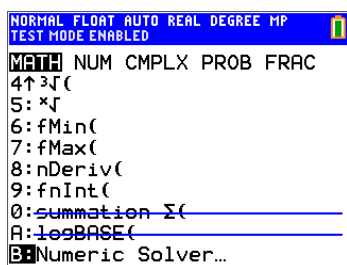 NORMAL FLOAT AUTO REAL DEGREE MP
TEST MODE ENABLED
MATH NUM CMPLX PROB FRAC
4↑³√(
5:ˣ√
6:fMin(
7:fMax(
8:nDeriv(
9:fnInt(
0:summation Σ(
A:logBASE(
B:Numeric Solver…